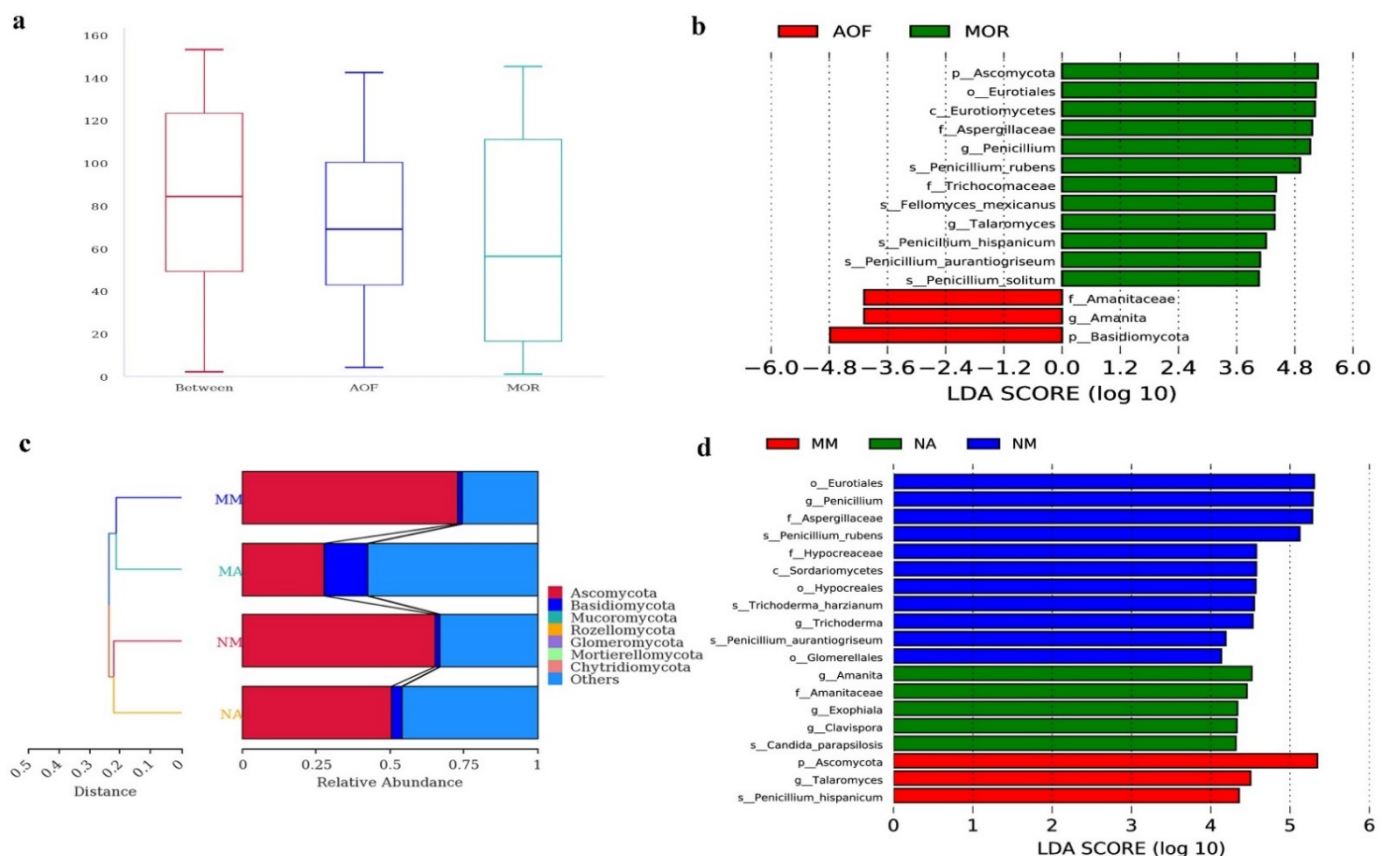 a
160
140
120
100
80
60
40
20
0
Between AOF MOR
b
AOF MOR
p__Ascomycota
o__Eurotiales
c__Eurotiomycetes
f__Aspergillaceae
g__Penicillium
s__Penicillium_rubens
f__Trichocomaceae
s__Fellomyces_mexicanus
g__Talaromyces
s__Penicillium_hispanicum
s__Penicillium_aurantiogriseum
s__Penicillium_solitum
f__Amanitaceae
g__Amanita
p__Basidiomycota
−6.0 −4.8 −3.6 −2.4 −1.2 0.0 1.2 2.4 3.6 4.8 6.0
LDA SCORE (log 10)
c
MM
MA
NM
NA
Ascomycota
Basidiomycota
Mucoromycota
Rozellomycota
Glomeromycota
Mortierellomycota
Chytridiomycota
Others
0.5 0.4 0.3 0.2 0.1 0
Distance
0 0.25 0.5 0.75 1
Relative Abundance
d
MM NA NM
o__Eurotiales
g__Penicillium
f__Aspergillaceae
s__Penicillium_rubens
f__Hypocreaceae
c__Sordariomycetes
o__Hypocreales
s__Trichoderma_harzianum
g__Trichoderma
s__Penicillium_aurantiogriseum
o__Glomerellales
g__Amanita
f__Amanitaceae
g__Exophiala
g__Clavispora
s__Candida_parapsilosis
p__Ascomycota
g__Talaromyces
s__Penicillium_hispanicum
0 1 2 3 4 5 6
LDA SCORE (log 10)